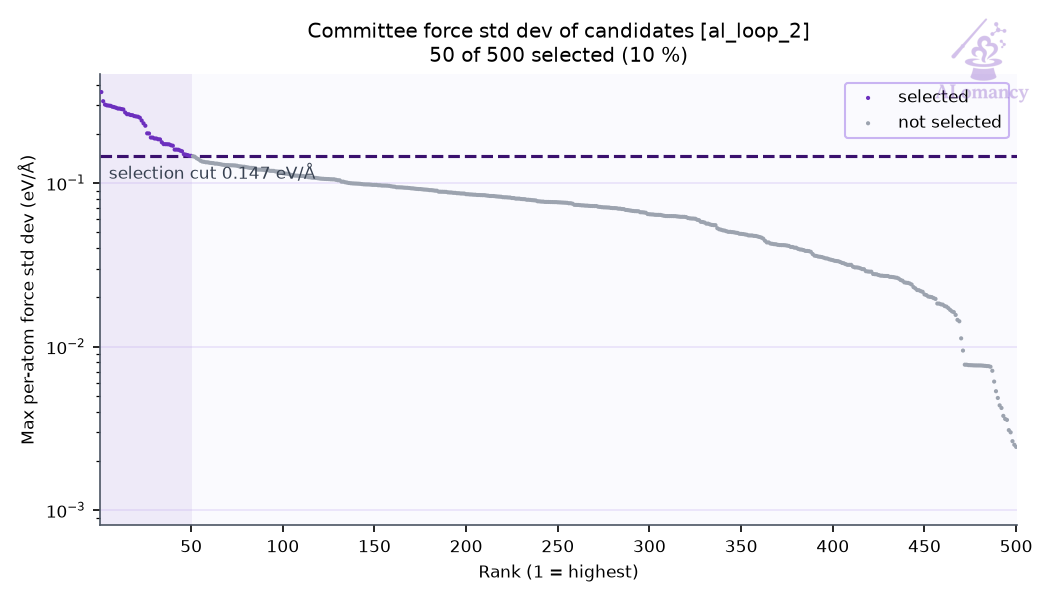 Committee force std dev of candidates [al_loop_2]
50 of 500 selected (10 %)
ALomancy
selected
not selected
selection cut 0.147 eV/Å
Max per-atom force std dev (eV/Å)
10⁻¹
10⁻²
10⁻³
50 100 150 200 250 300 350 400 450 500
Rank (1 = highest)